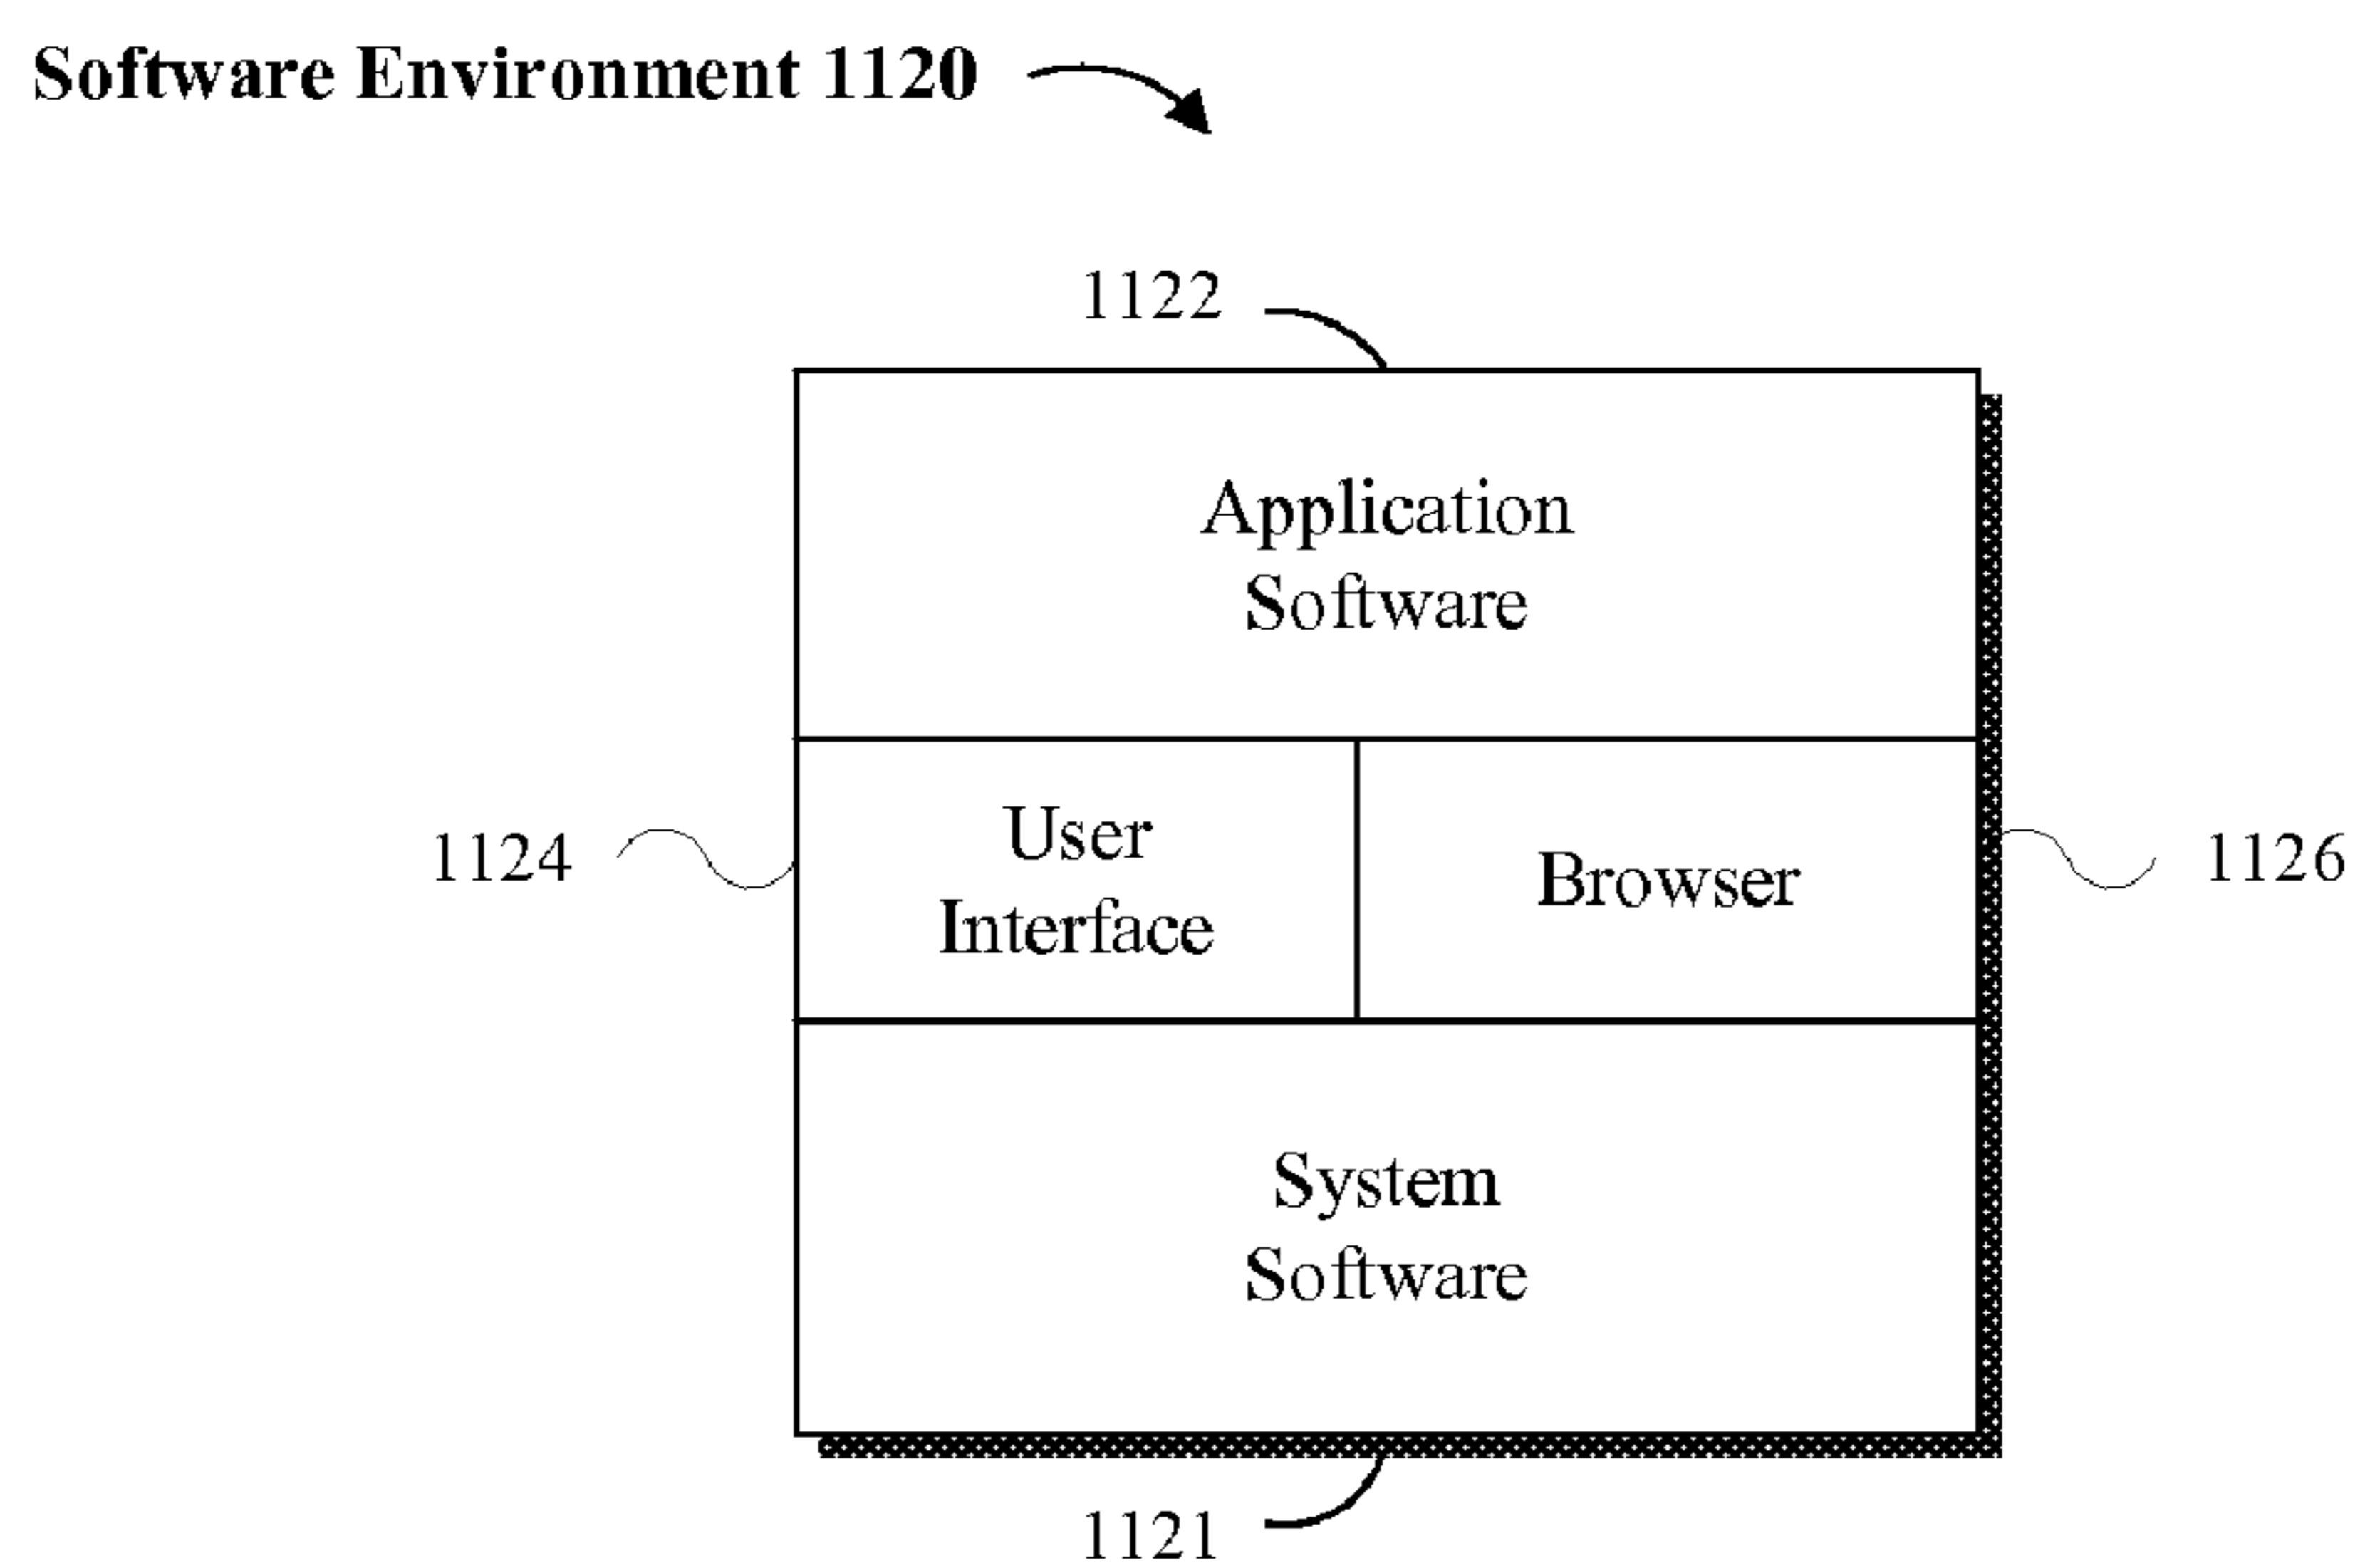 Software Environment 1120
1122
Application
Software
1124
User
Interface
Browser
1126
System
Software
1121